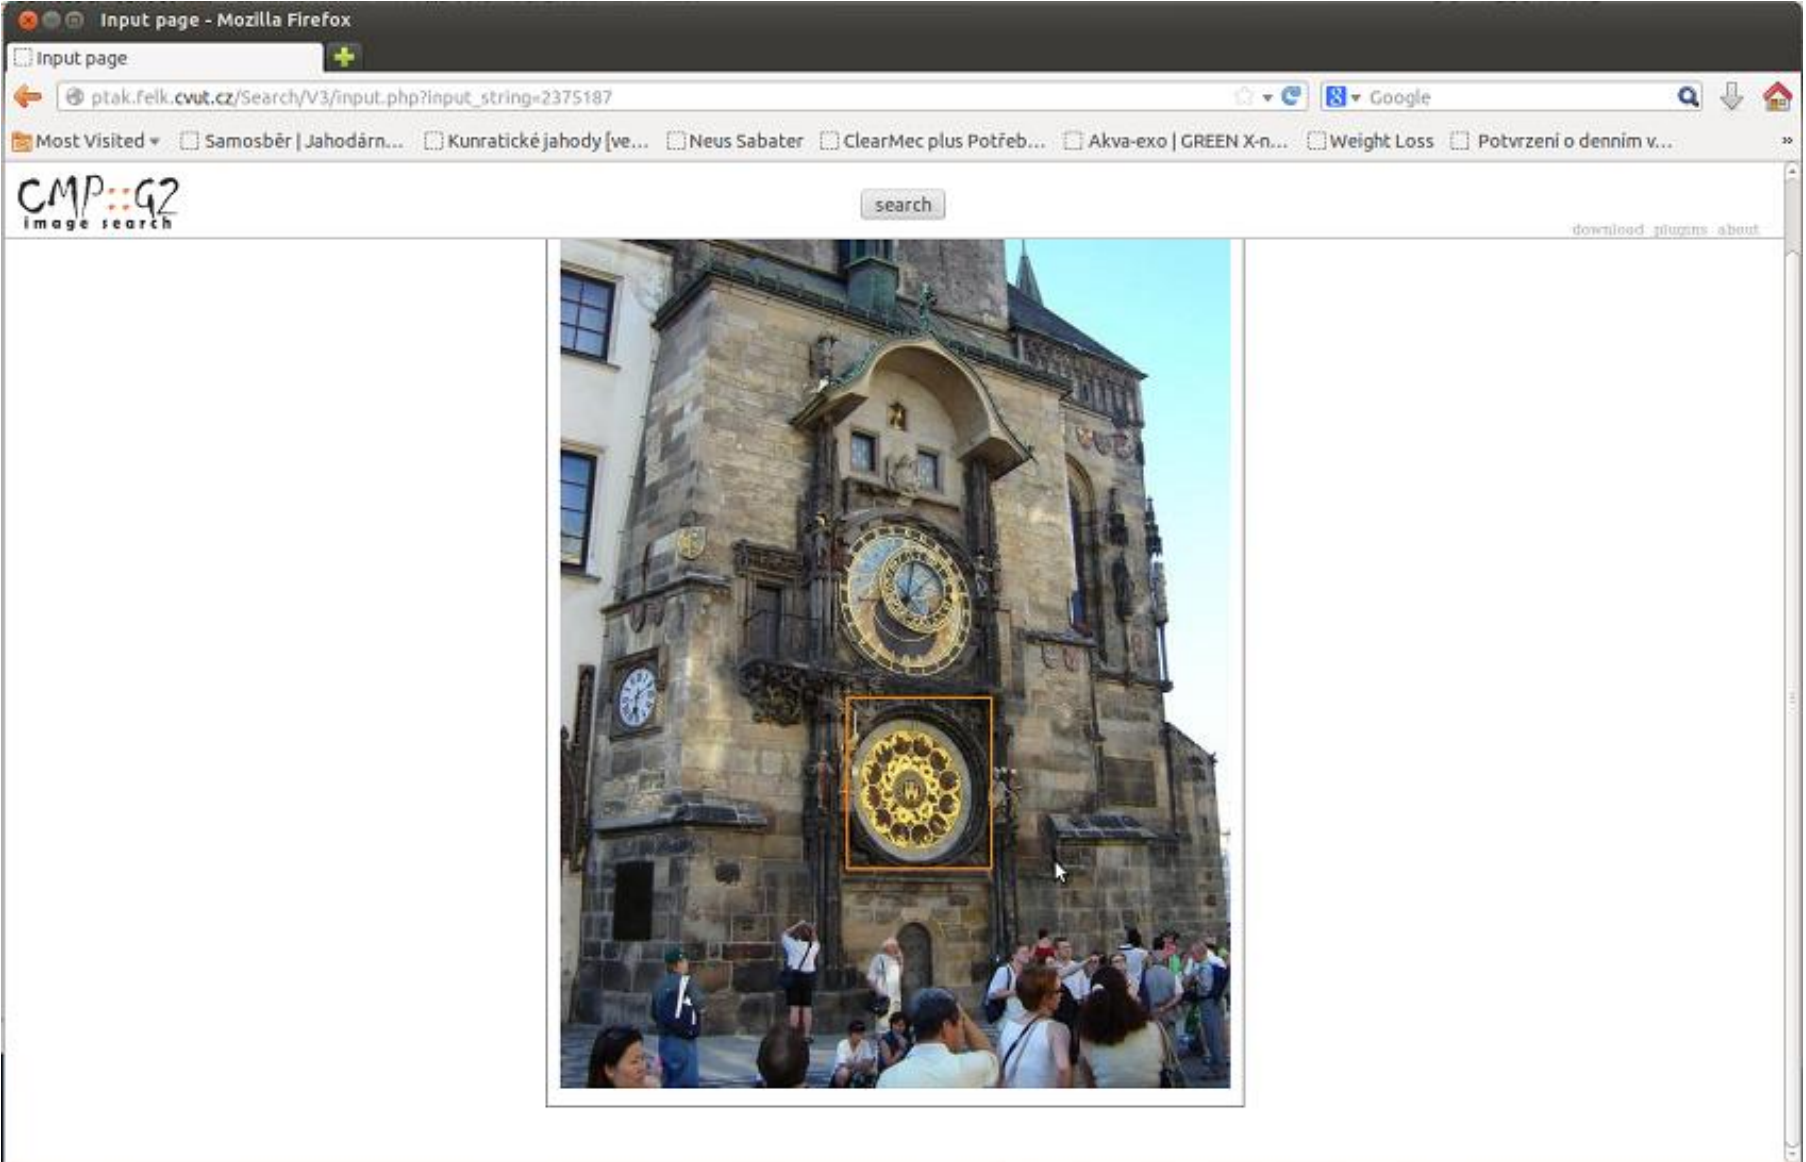 Input page - Mozilla Firefox
Input page
ptak.felk.cvut.cz/Search/V3/input.php?input_string=2375187
Google
Most Visited
Samosběr | Jahodárn...
Kunratické jahody [ve...
Neus Sabater
ClearMec plus Potřeb...
Akva-exo | GREEN X-n...
Weight Loss
Potvrzení o denním v...
»
CMP::G2
image search
search
download plugins about